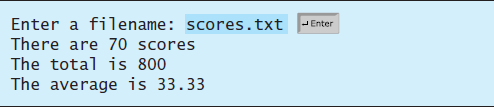 Enter a filename: scores.txt ↵Enter
There are 70 scores
The total is 800
The average is 33.33